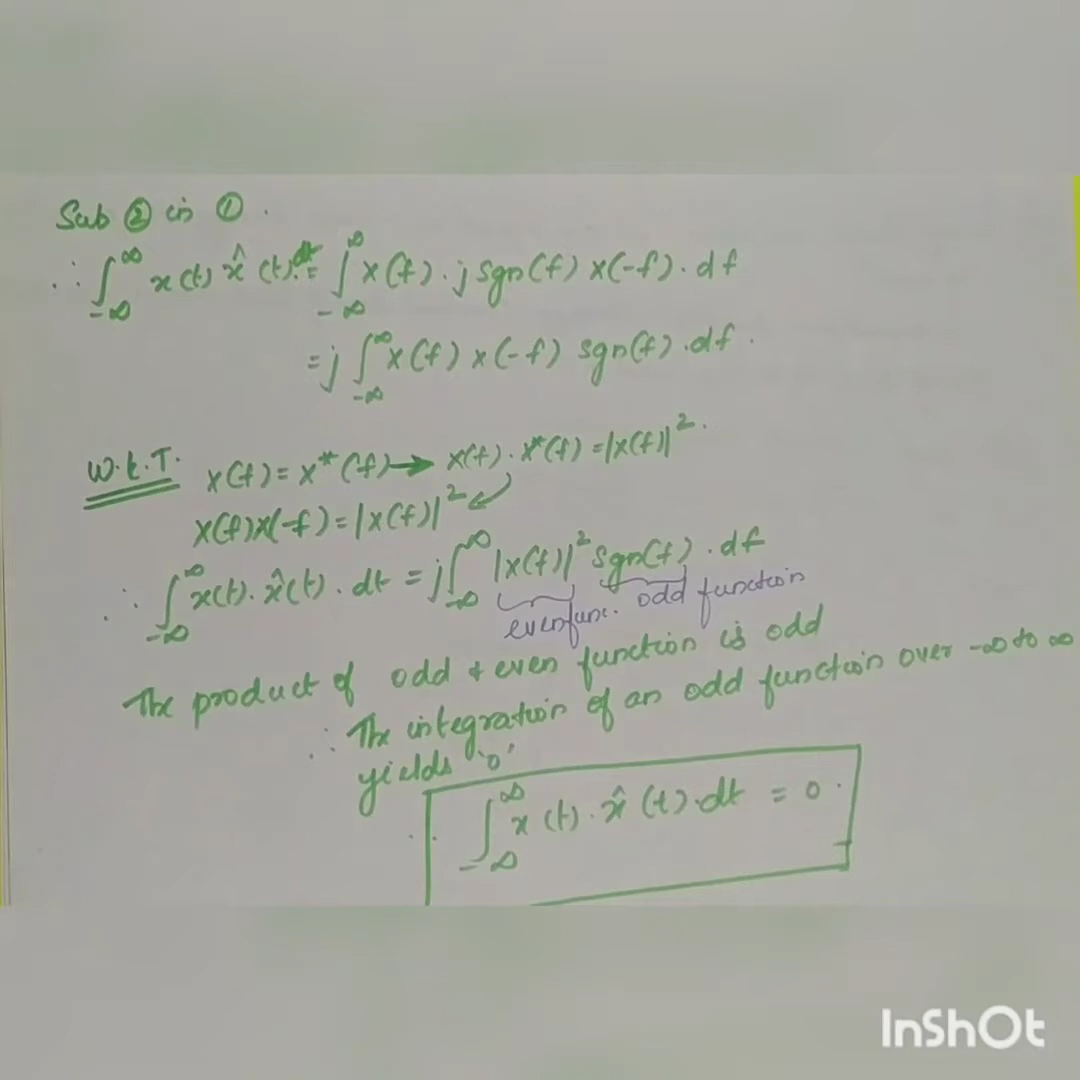 Sub ② in ①.
∴ ∫_{-∞}^{∞} x(t) x̂(t).dt = ∫_{-∞}^{∞} X(f). j sgn(f) X(-f). df
= j ∫_{-∞}^{∞} X(f) X(-f) sgn(f).df.
W.k.T. X(f) = X*(f) → X(f). X*(f) = |X(f)|².
X(f)X(-f) = |X(f)|²
∴ ∫_{-∞}^{∞} x(t). x̂(t). dt = j∫_{-∞}^{∞} |X(f)|² sgn(f). df
even func. odd function
The product of odd & even function is odd
∴ The integration of an odd function over -∞ to ∞
yields '0'
∴ ∫_{-∞}^{∞} x(t). x̂(t).dt = 0.
InShOt